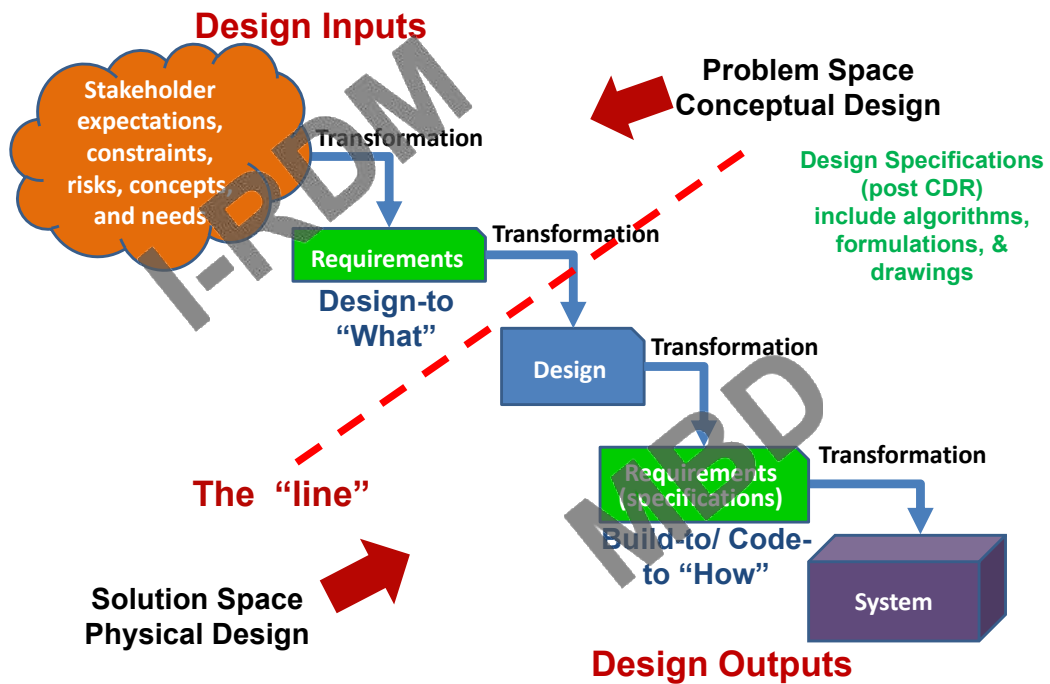 Design Inputs
Stakeholder
expectations,
constraints,
risks, concepts,
and needs
Transformation
Problem Space
Conceptual Design
Design Specifications
(post CDR)
include algorithms,
formulations, &
drawings
I-RDM
Requirements
Transformation
Design-to
“What”
Design
Transformation
The “line”
MBD
Requirements
(specifications)
Transformation
Build-to/ Code-
to “How”
Solution Space
Physical Design
System
Design Outputs